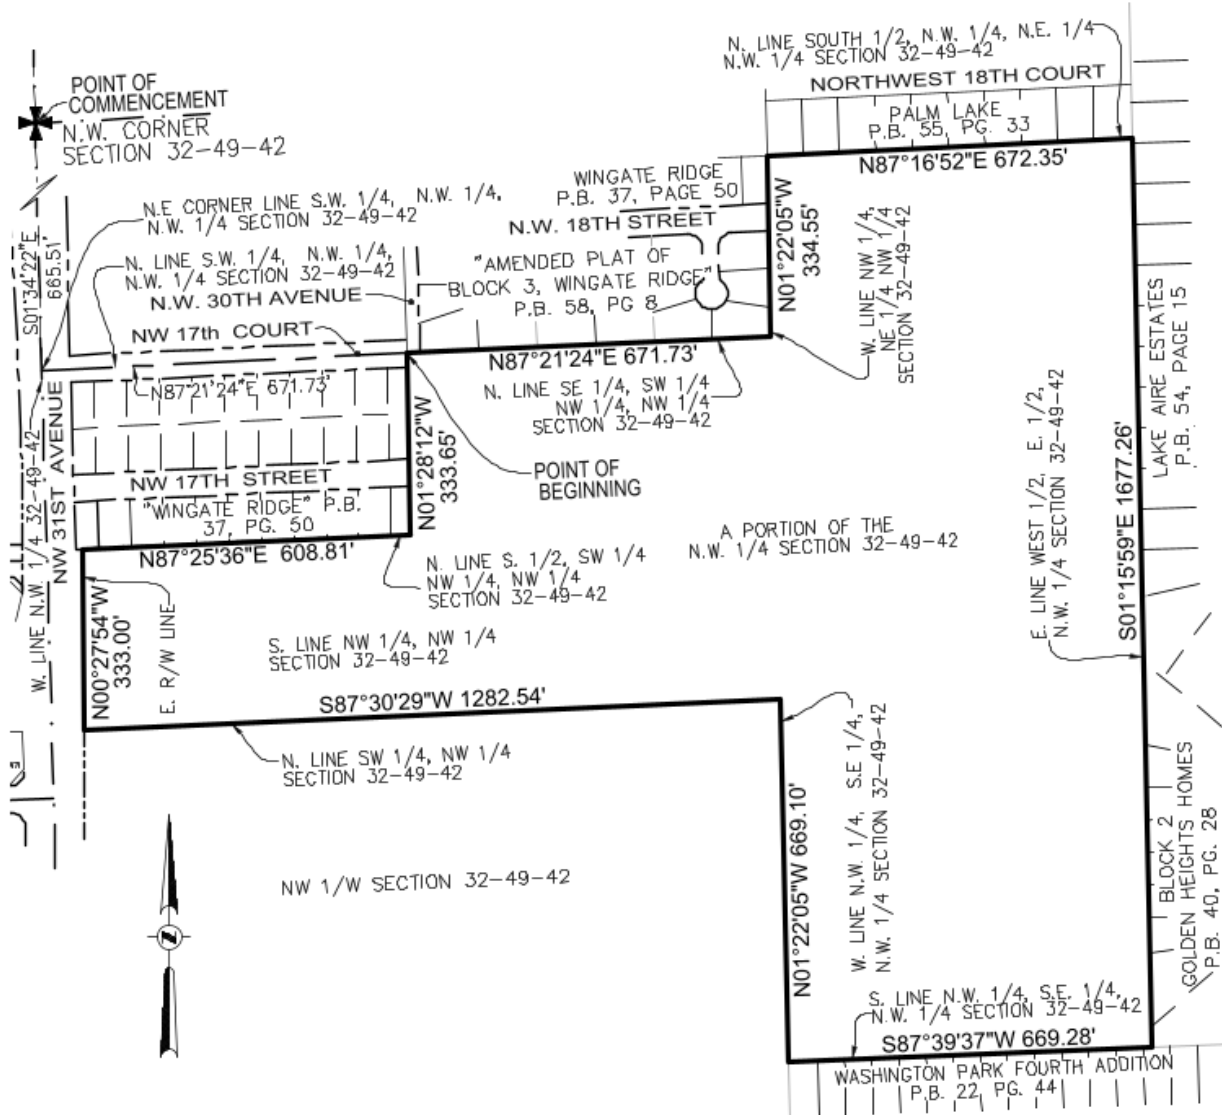 N. LINE SOUTH 1/2, N.W. 1/4, N.E. 1/4
N.W. 1/4 SECTION 32-49-42
NORTHWEST 18TH COURT
PALM LAKE
P.B. 55, PG. 33
N87°16'52"E 672.35'
POINT OF
COMMENCEMENT
N.W. CORNER
SECTION 32-49-42
WINGATE RIDGE
P.B. 37, PAGE 50
N.W. 18TH STREET
N.E CORNER LINE S.W. 1/4, N.W. 1/4,
N.W. 1/4 SECTION 32-49-42
S01°34'22"E
665.51'
N. LINE S.W. 1/4, N.W. 1/4,
N.W. 1/4 SECTION 32-49-42
N.W. 30TH AVENUE
NW 17th COURT
"AMENDED PLAT OF
BLOCK 3, WINGATE RIDGE"
P.B. 58, PG 8
N01°22'05"W
334.55'
W. LINE NW 1/4,
NE 1/4 NW 1/4
SECTION 32-49-42
LAKE AIRE ESTATES
P.B. 54, PAGE 15
N87°21'24"E 671.73'
N87°21'24"E 671.73'
N. LINE SE 1/4, SW 1/4
NW 1/4, NW 1/4
SECTION 32-49-42
N01°28'12"W
333.65'
POINT OF
BEGINNING
NW 31ST AVENUE
W. LINE N.W. 1/4 32-49-42
NW 17TH STREET
"WINGATE RIDGE" P.B.
37, PG. 50
N87°25'36"E 608.81'
N. LINE S. 1/2, SW 1/4
NW 1/4, NW 1/4
SECTION 32-49-42
A PORTION OF THE
N.W. 1/4 SECTION 32-49-42
E. LINE WEST 1/2, E. 1/2,
N.W. 1/4 SECTION 32-49-42
S01°15'59"E 1677.26'
N00°27'54"W
333.00'
E. R/W LINE
S. LINE NW 1/4, NW 1/4
SECTION 32-49-42
S87°30'29"W 1282.54'
N. LINE SW 1/4, NW 1/4
SECTION 32-49-42
W. LINE N.W. 1/4, S.E 1/4,
N.W. 1/4 SECTION 32-49-42
N01°22'05"W 669.10'
BLOCK 2
GOLDEN HEIGHTS HOMES
P.B. 40, PG. 28
NW 1/W SECTION 32-49-42
Z
S. LINE N.W. 1/4, S.E. 1/4,
N.W. 1/4 SECTION 32-49-42
S87°39'37"W 669.28'
WASHINGTON PARK FOURTH ADDITION
P.B. 22, PG. 44